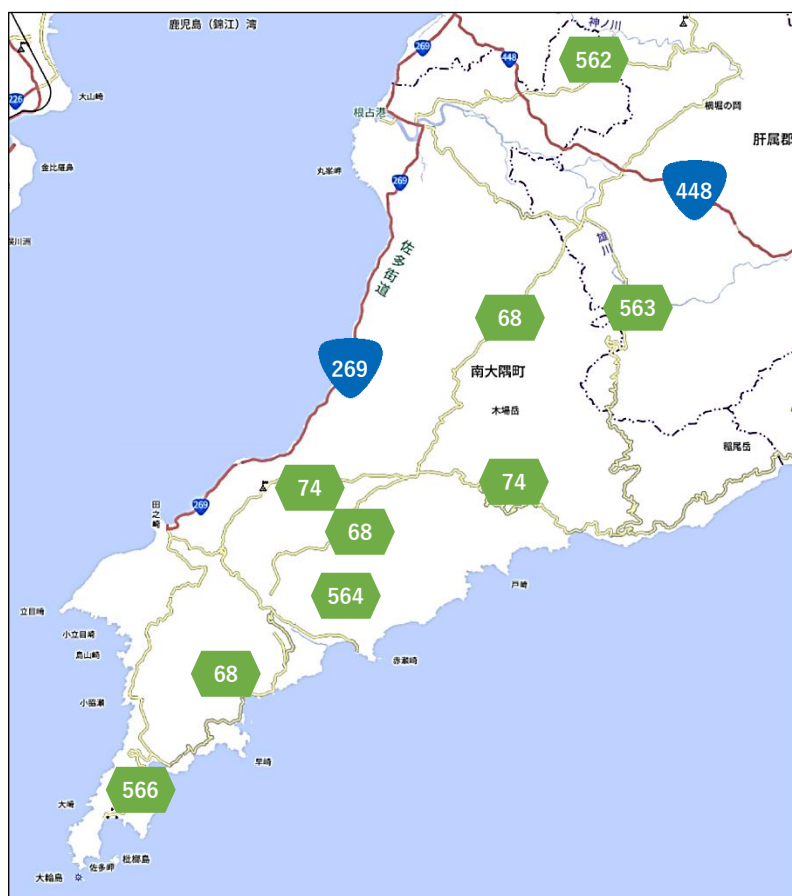 鹿児島（錦江）湾
神ノ川
269
448
562
226
大山崎
横堀の岡
根占港
肝属郡
金比羅鼻
丸峯岬
269
448
雄川
佐多街道
68
563
269
南大隅町
木場岳
稲尾岳
74
74
田之崎
269
68
戸崎
564
立目崎
小立目崎
島山崎
赤瀬崎
68
小脇瀬
早崎
566
大崎
枇榔島
佐多岬
大輪島